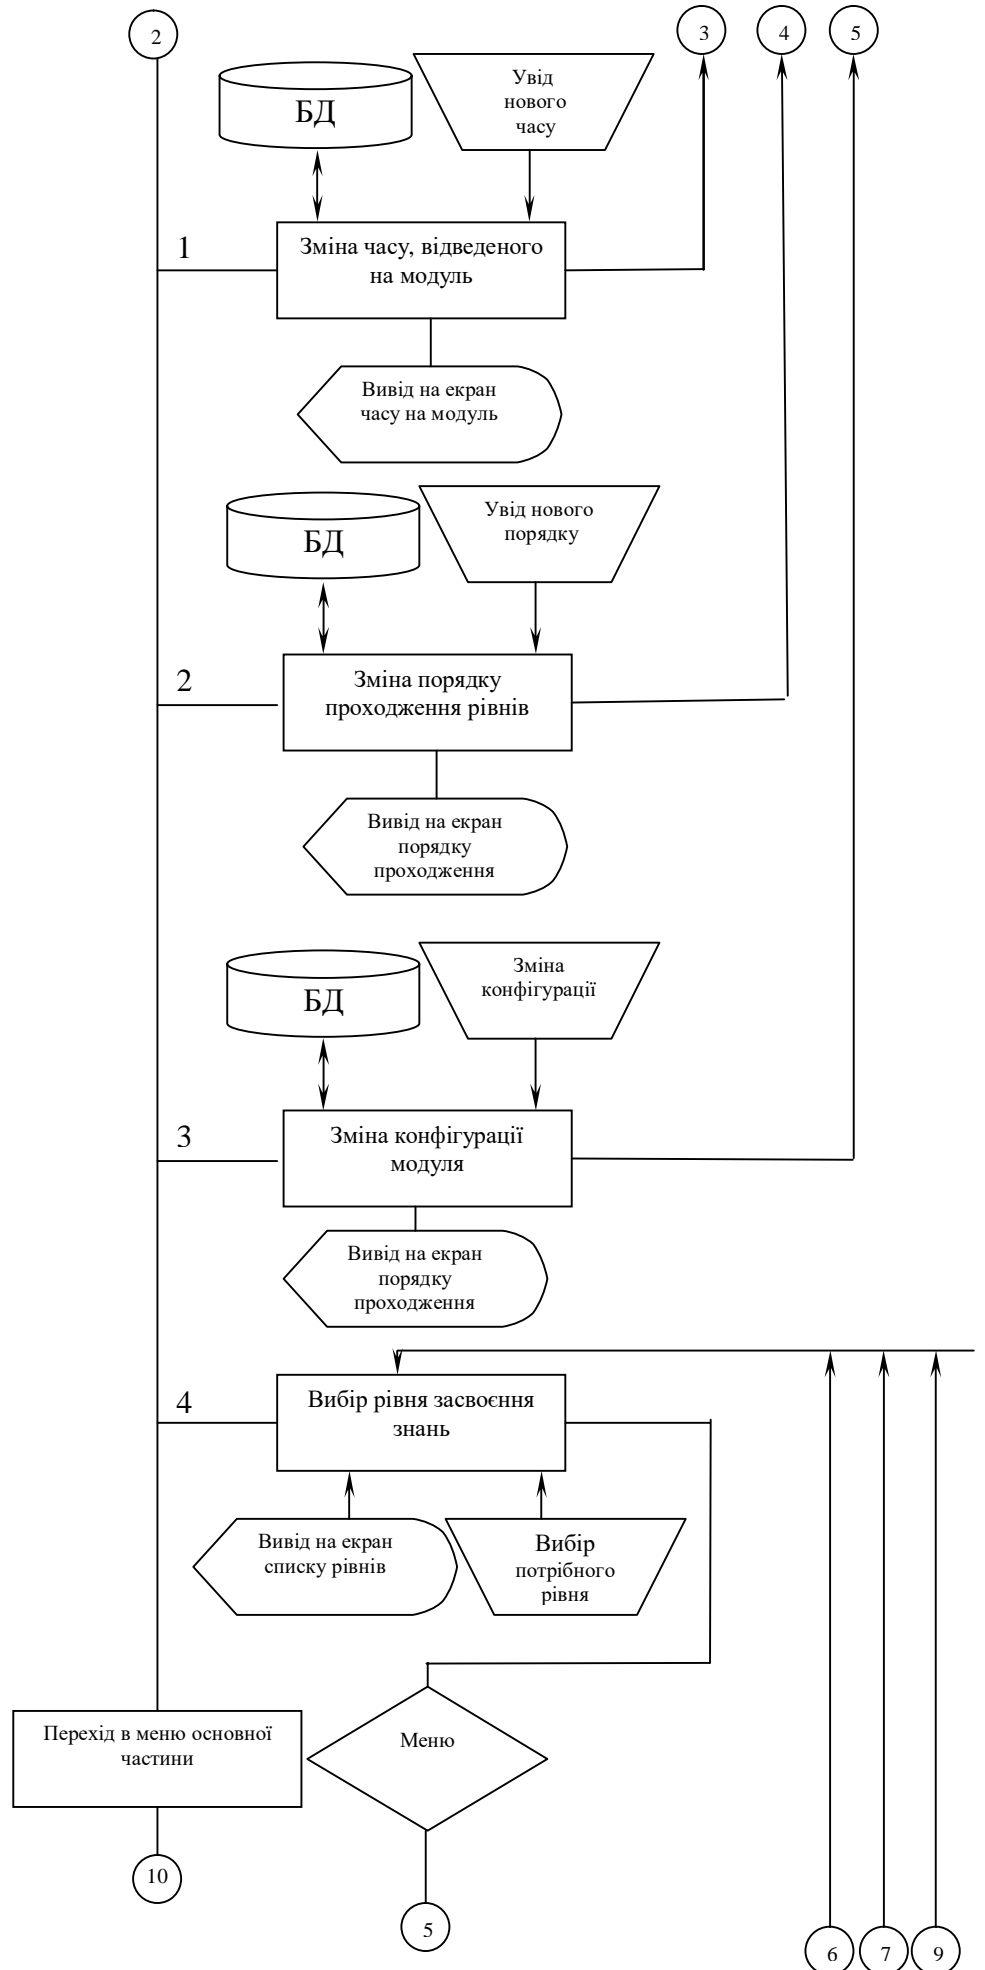 2
3
4
5
БД
Увід
нового
часу
1
Зміна часу, відведеного
на модуль
Вивід на екран
часу на модуль
БД
Увід нового
порядку
2
Зміна порядку
проходження рівнів
Вивід на екран
порядку
проходження
БД
Зміна
конфігурації
3
Зміна конфігурації
модуля
Вивід на екран
порядку
проходження
4
Вибір рівня засвоєння
знань
Вивід на екран
списку рівнів
Вибір
потрібного
рівня
Перехід в меню основної
частини
Меню
10
5
6
7
9